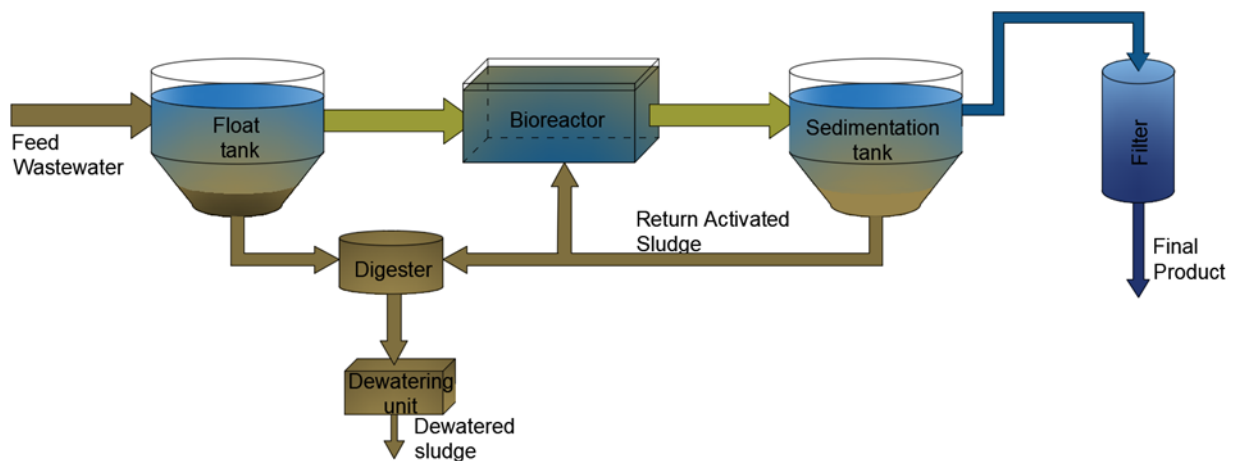 Feed
Wastewater
Float
tank
Bioreactor
Sedimentation
tank
Filter
Return Activated
Sludge
Final
Product
Digester
Dewatering
unit
Dewatered
sludge